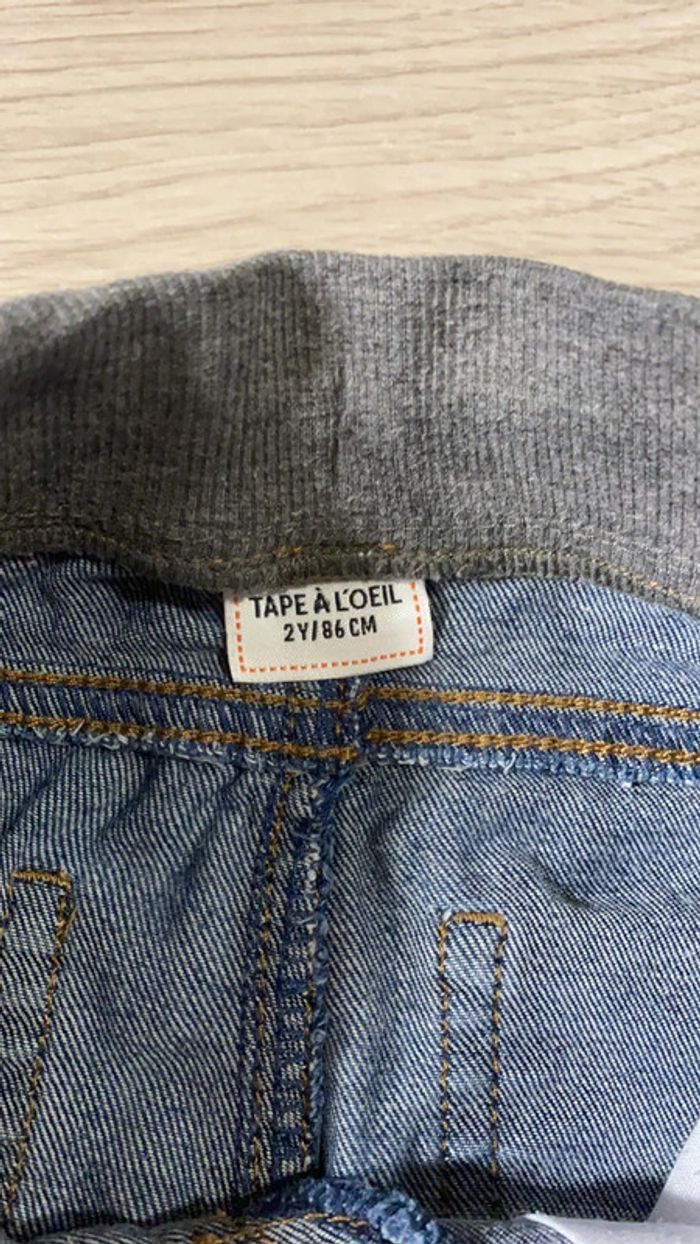 TAPE À L'OEIL
2Y/86 CM